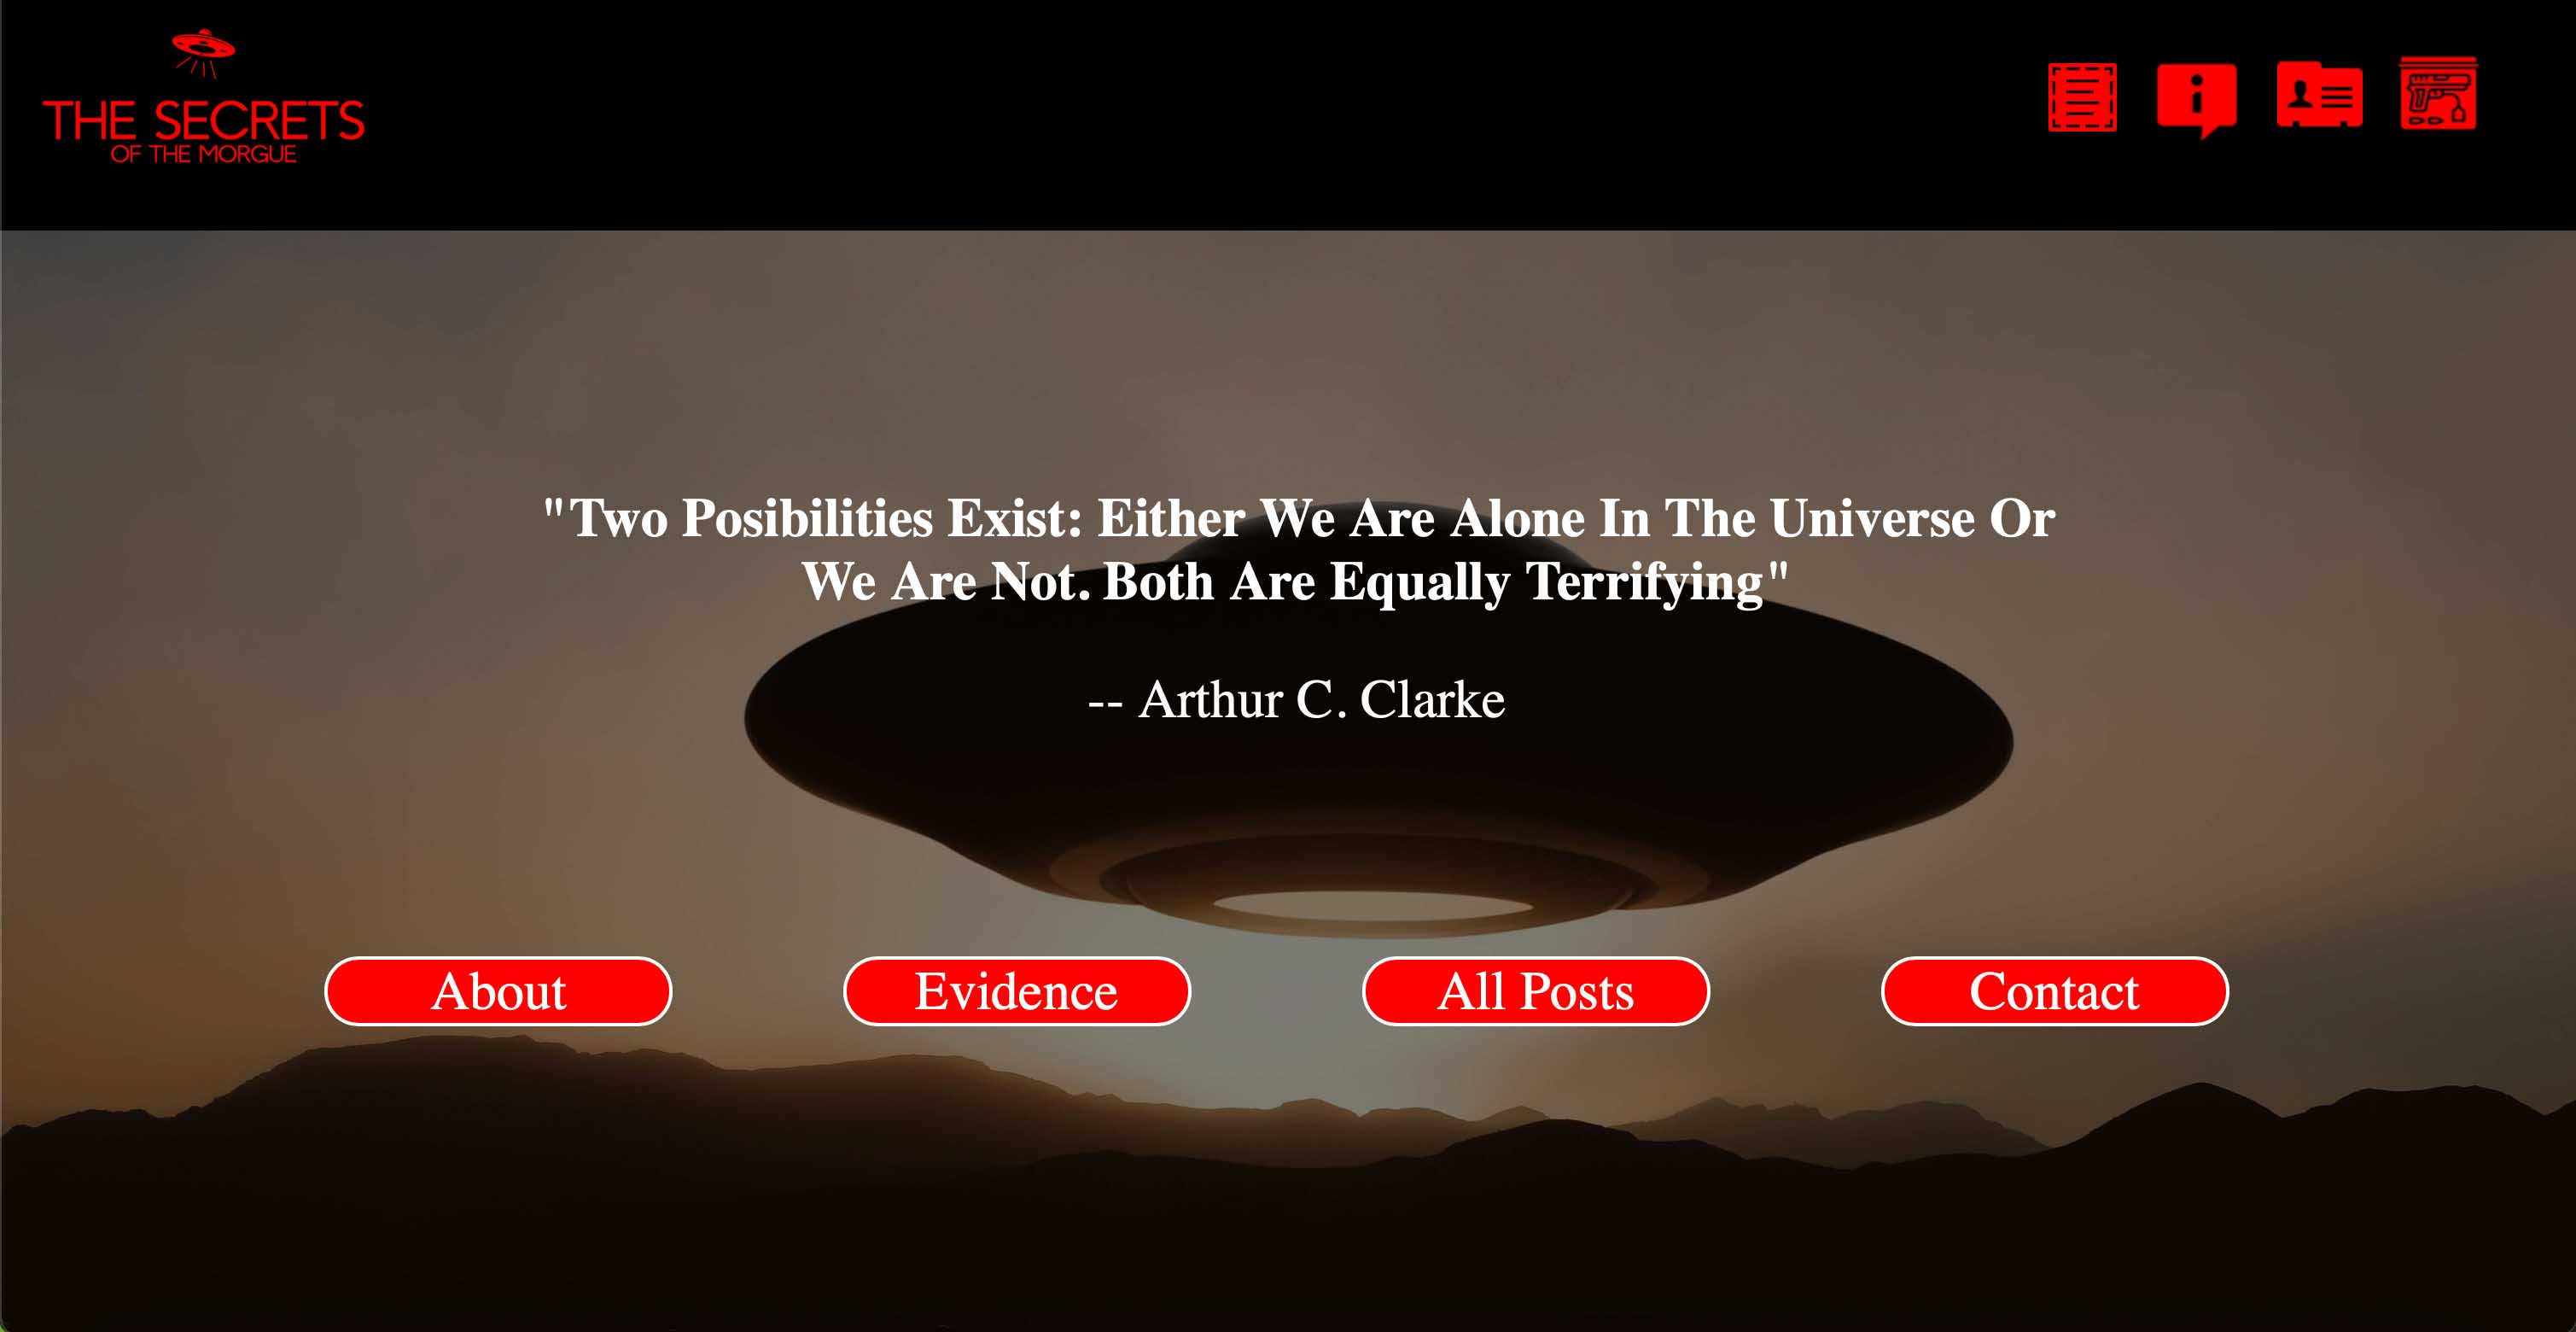 THE SECRETS
OF THE MORGUE
"Two Posibilities Exist: Either We Are Alone In The Universe Or
We Are Not. Both Are Equally Terrifying"
-- Arthur C. Clarke
About
Evidence
All Posts
Contact